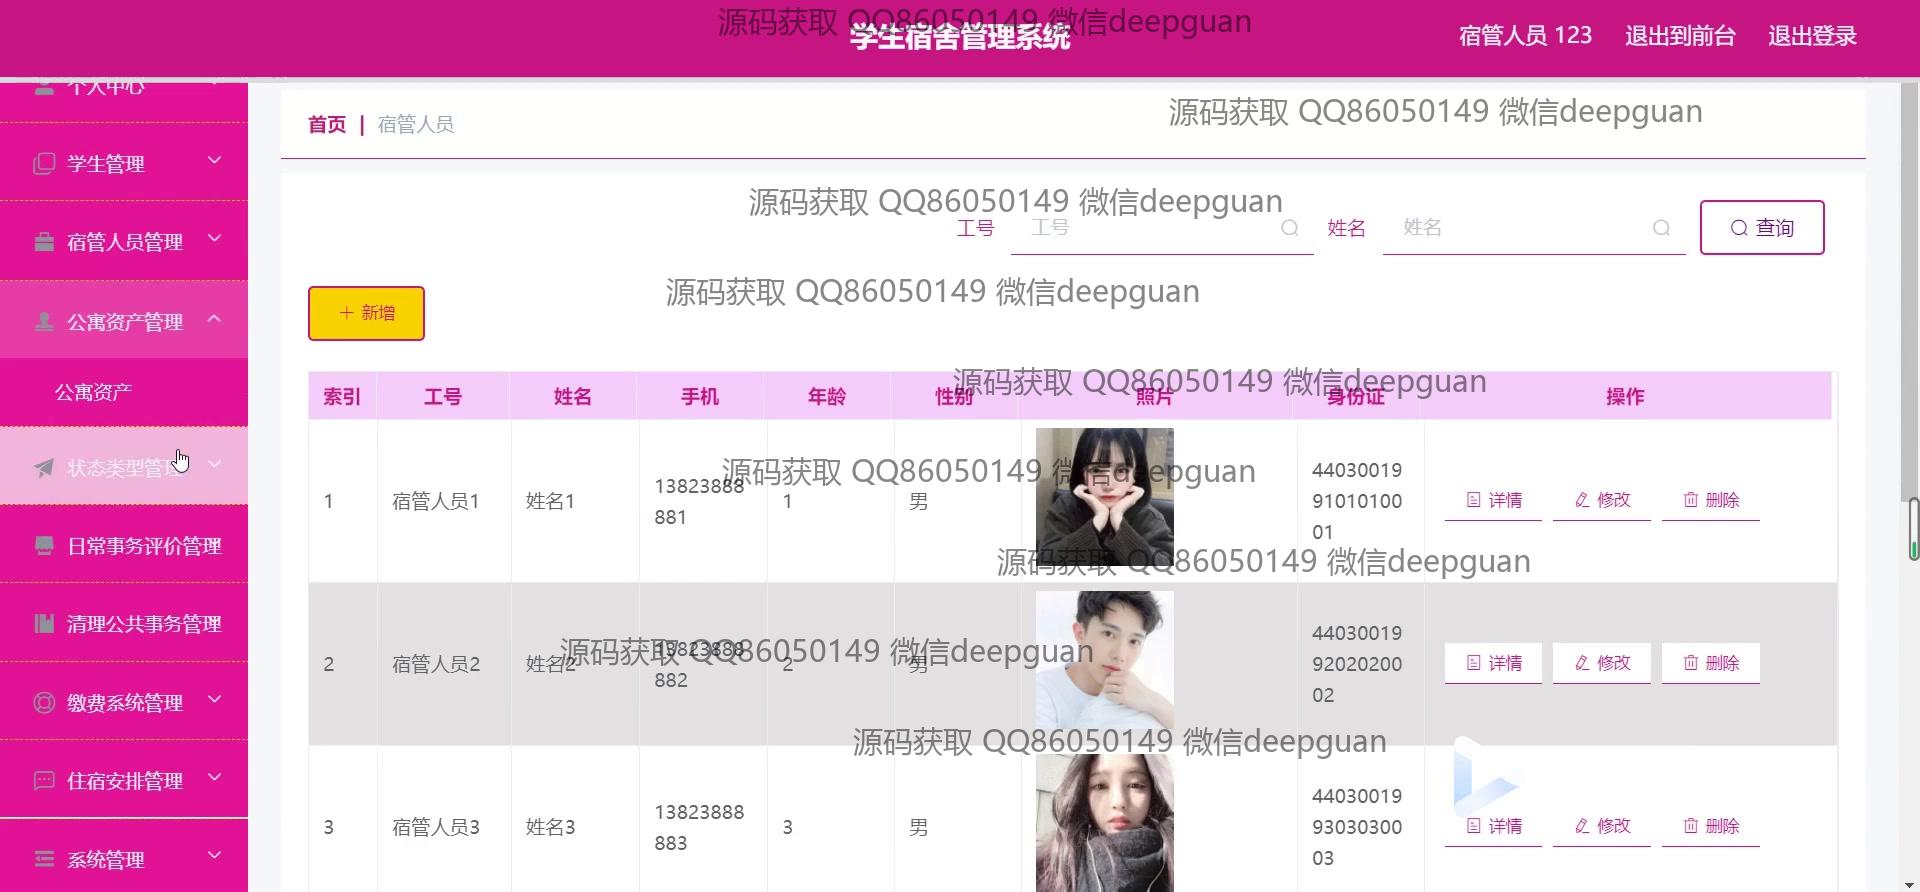 源码获取 QQ86050149 微信deepguan
学生宿舍管理系统
宿管人员 123
退出到前台
退出登录
个人中心
学生管理
宿管人员管理
公寓资产管理
公寓资产
状态类型管理
日常事务评价管理
清理公共事务管理
缴费系统管理
住宿安排管理
系统管理
首页 | 宿管人员
源码获取 QQ86050149 微信deepguan
源码获取 QQ86050149 微信deepguan
工号 工号 姓名 姓名 查询
源码获取 QQ86050149 微信deepguan
新增
源码获取 QQ86050149 微信deepguan
索引 工号 姓名 手机 年龄 性别 照片 身份证 操作
源码获取 QQ86050149 微信deepguan
1 宿管人员1 姓名1 13823888881 1 男 440300199101010001 详情 修改 删除
源码获取 QQ86050149 微信deepguan
源码获取 QQ86050149 微信deepguan
2 宿管人员2 姓名2 13823888882 2 男 440300199202020002 详情 修改 删除
源码获取 QQ86050149 微信deepguan
3 宿管人员3 姓名3 13823888883 3 男 440300199303030003 详情 修改 删除